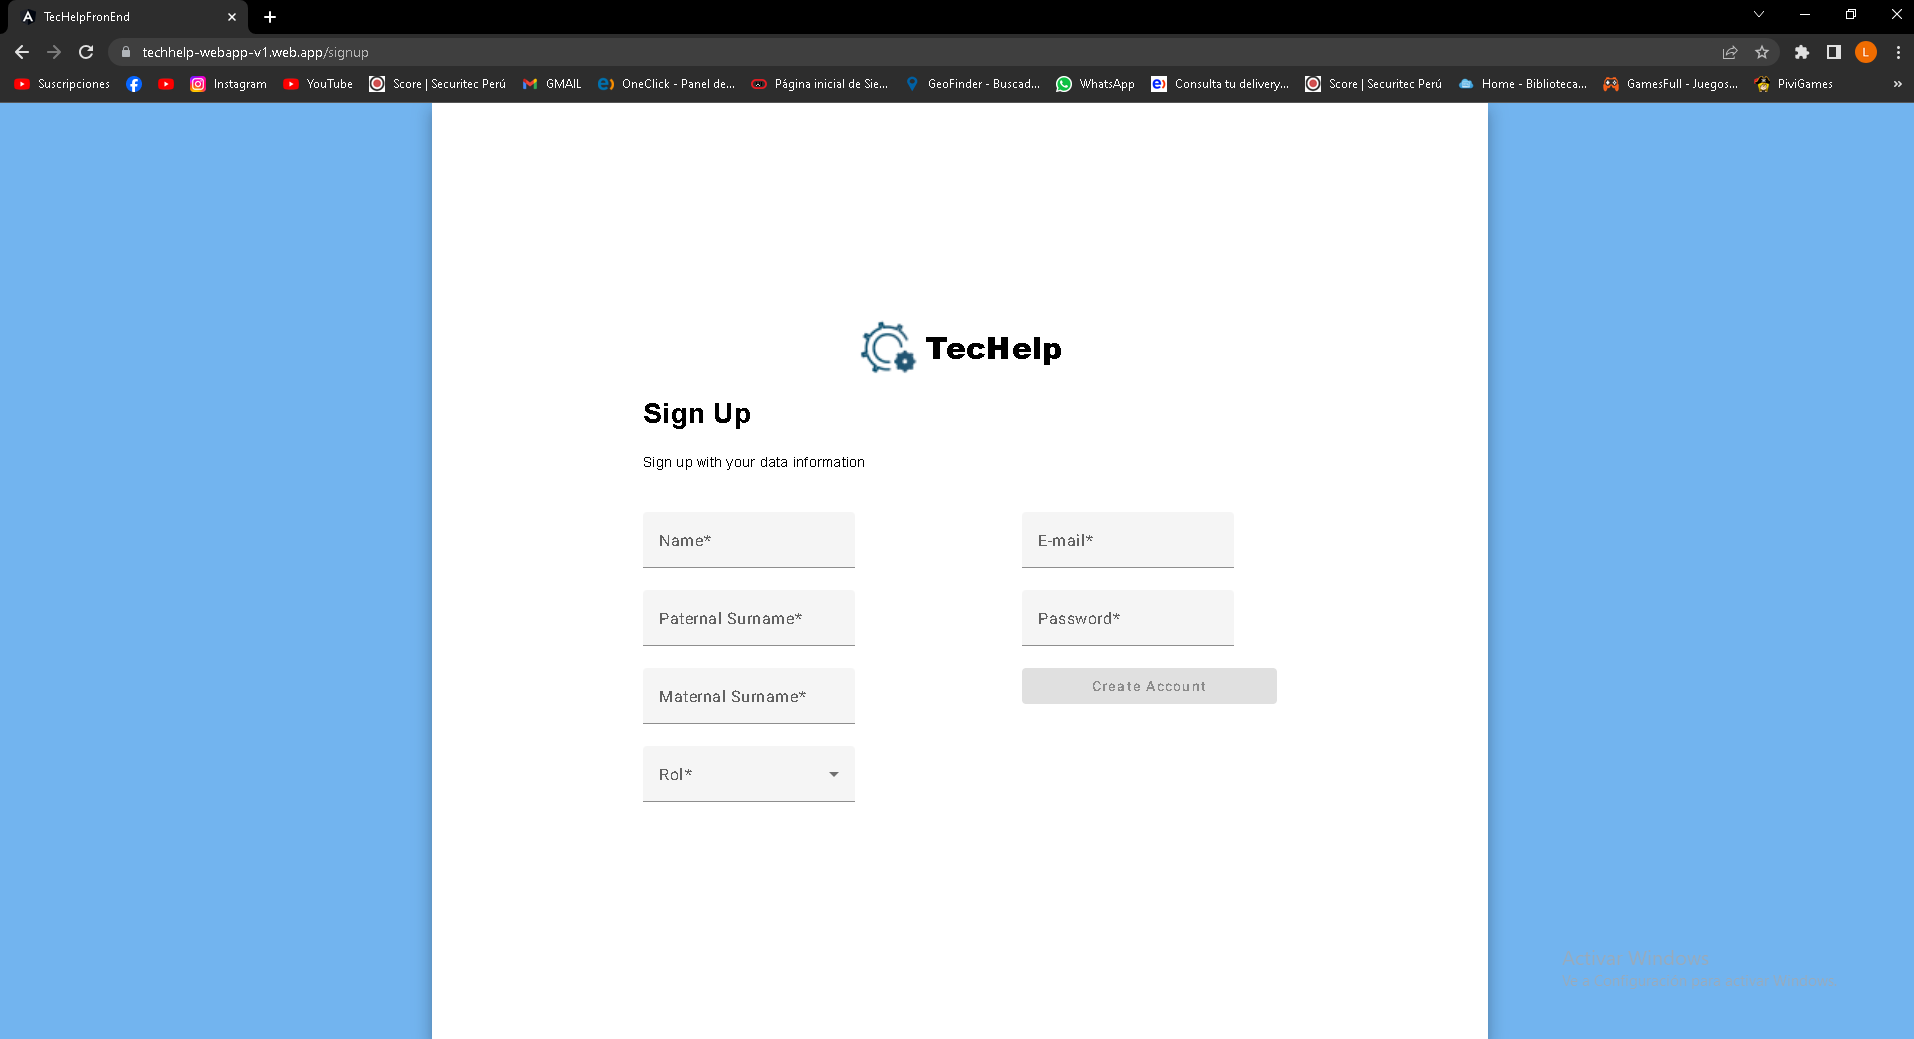 TecHelpFronEnd
techhelp-webapp-v1.web.app/signup
L
Suscripciones
Instagram
YouTube
Score | Securitec Perú
GMAIL
OneClick - Panel de...
Página inicial de Sie...
GeoFinder - Buscad...
WhatsApp
Consulta tu delivery...
Score | Securitec Perú
Home - Biblioteca...
GamesFull - Juegos...
PiviGames
TecHelp
Sign Up
Sign up with your data information
Name*
E-mail*
Paternal Surname*
Password*
Maternal Surname*
Create Account
Rol*
Activar Windows